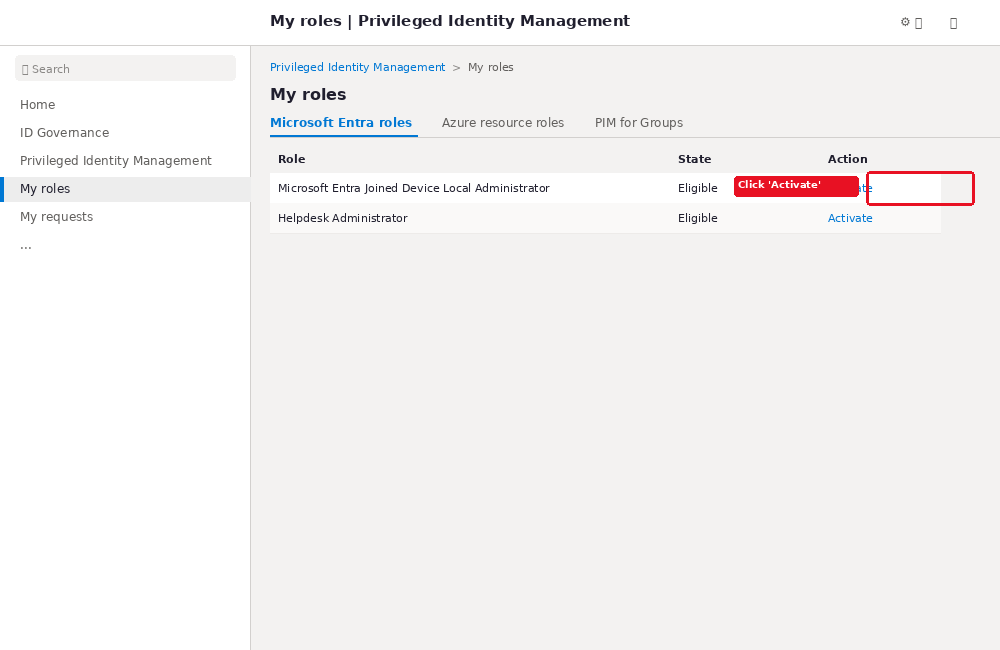 My roles | Privileged Identity Management
Search
Home
ID Governance
Privileged Identity Management
My roles
My requests
...
Privileged Identity Management > My roles
My roles
Microsoft Entra roles Azure resource roles PIM for Groups
Role State Action
Microsoft Entra Joined Device Local Administrator Eligible Click 'Activate'
Helpdesk Administrator Eligible Activate